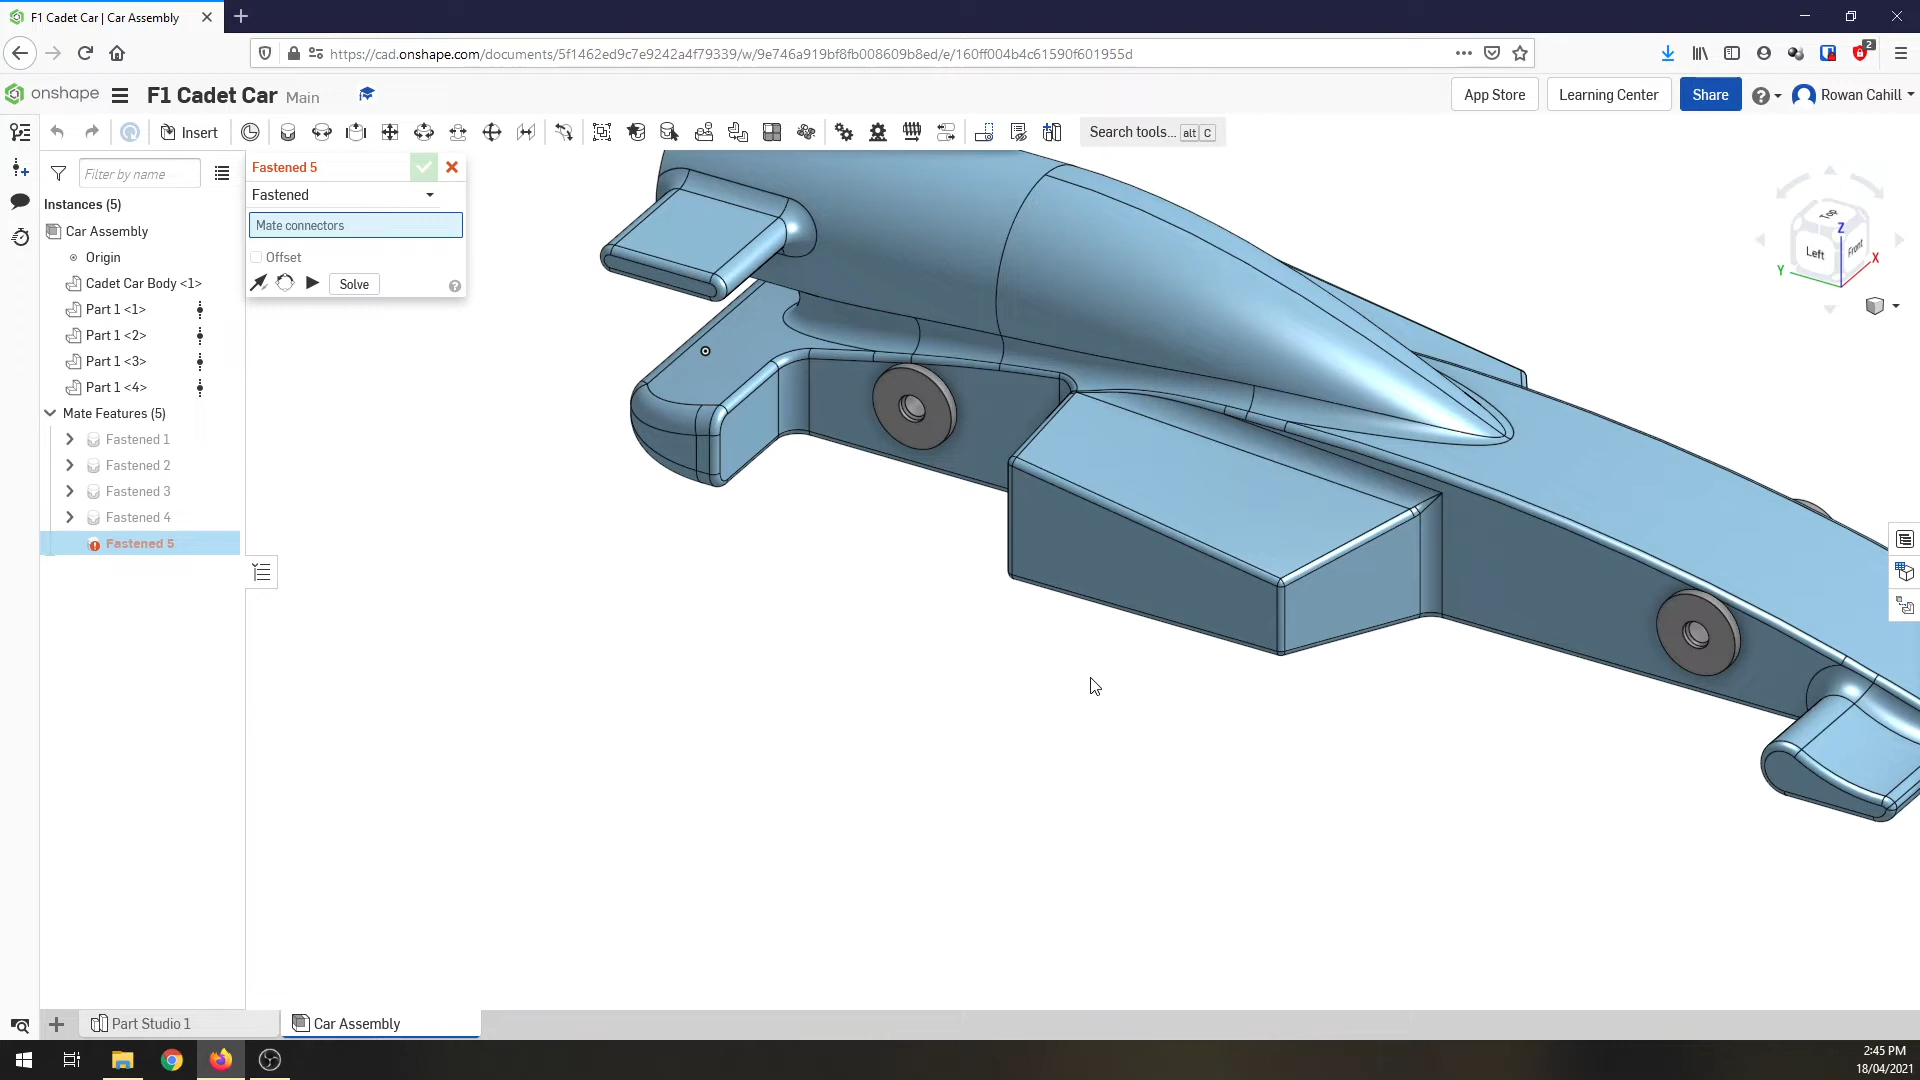 F1 Cadet Car | Car Assembly
https://cad.onshape.com/documents/5f1462ed9c7e9242a4f79339/w/9e746a919bf8fb008609b8ed/e/160ff004b4c61590f601955d
2
onshape
F1 Cadet Car Main
App Store
Learning Center
Share
Rowan Cahill
Insert
Search tools... alt C
Filter by name
Instances (5)
Car Assembly
Origin
Cadet Car Body <1>
Part 1 <1>
Part 1 <2>
Part 1 <3>
Part 1 <4>
Mate Features (5)
Fastened 1
Fastened 2
Fastened 3
Fastened 4
Fastened 5
Fastened 5
Fastened
Mate connectors
Offset
Solve
Top
Left
Front
Z
X
Y
Part Studio 1
Car Assembly
2:45 PM
18/04/2021